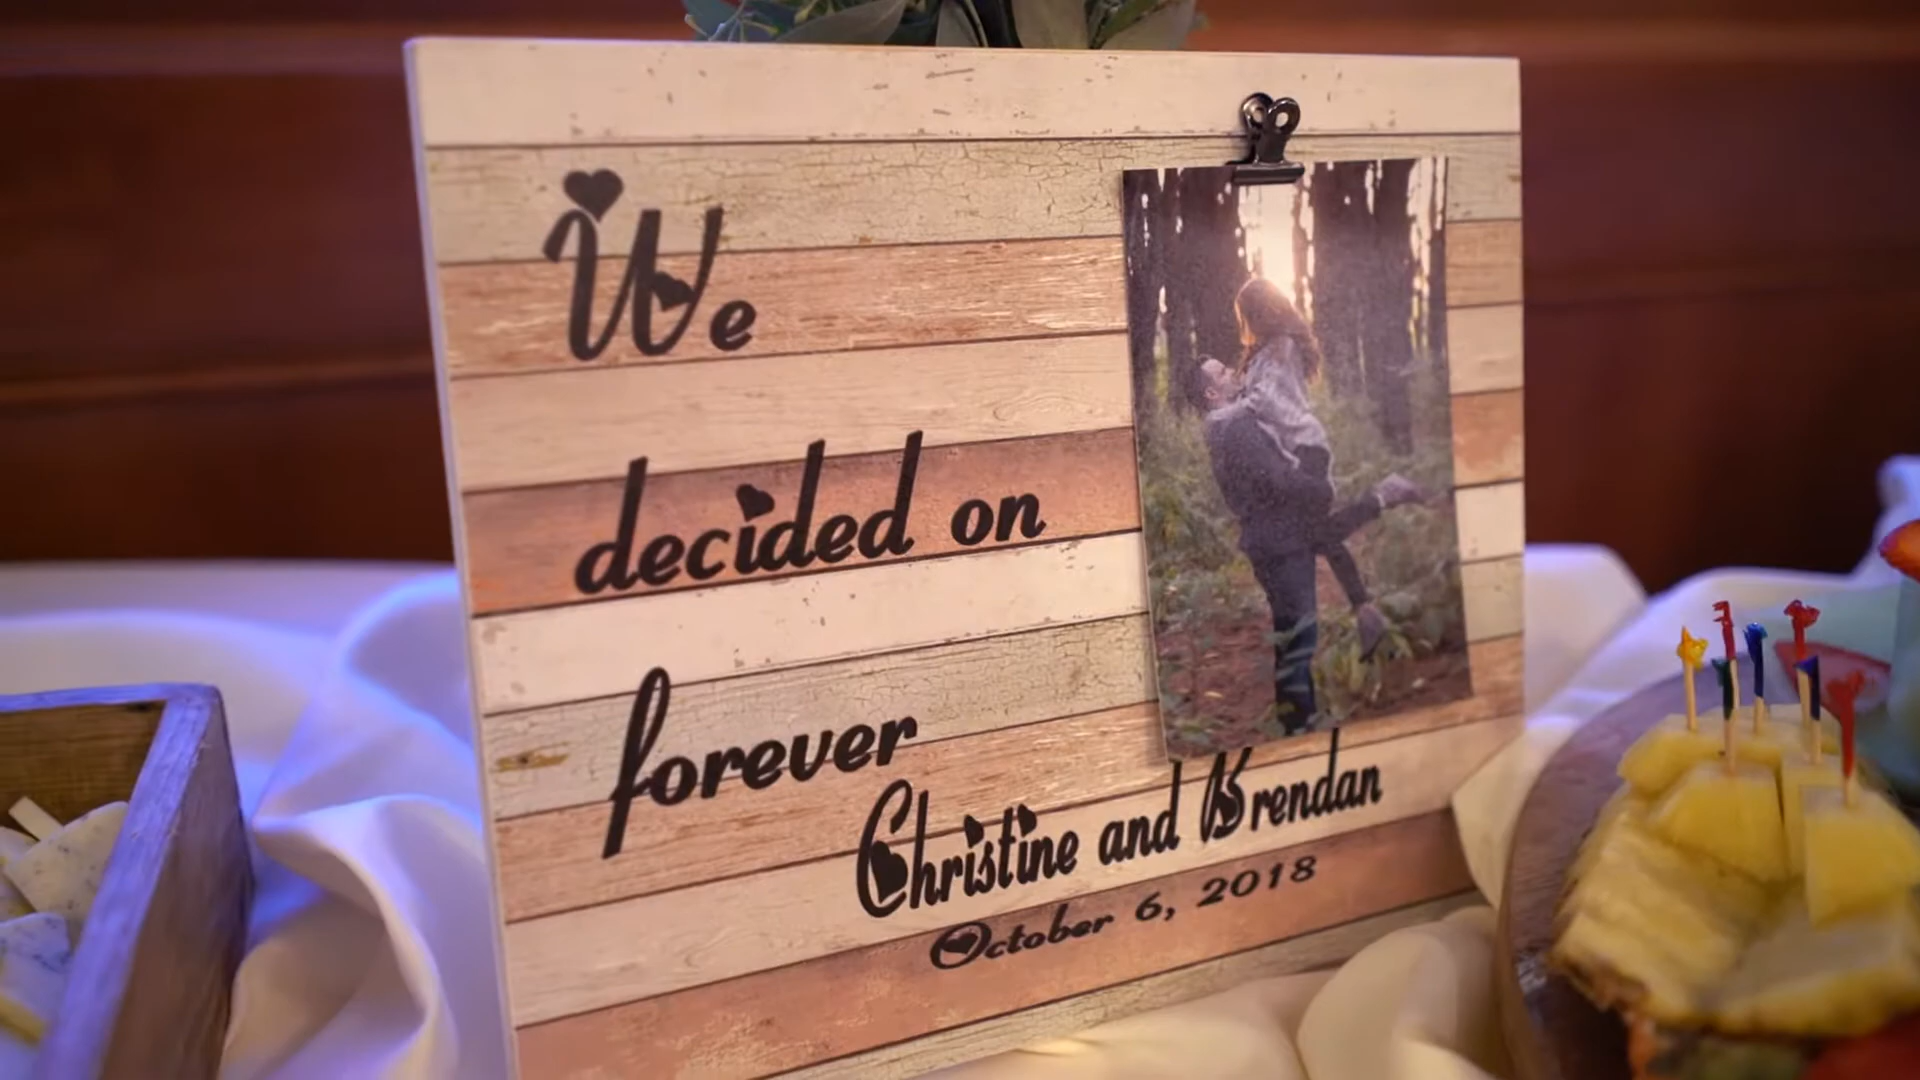 We
decided on
forever
Christine and Brendan
October 6, 2018